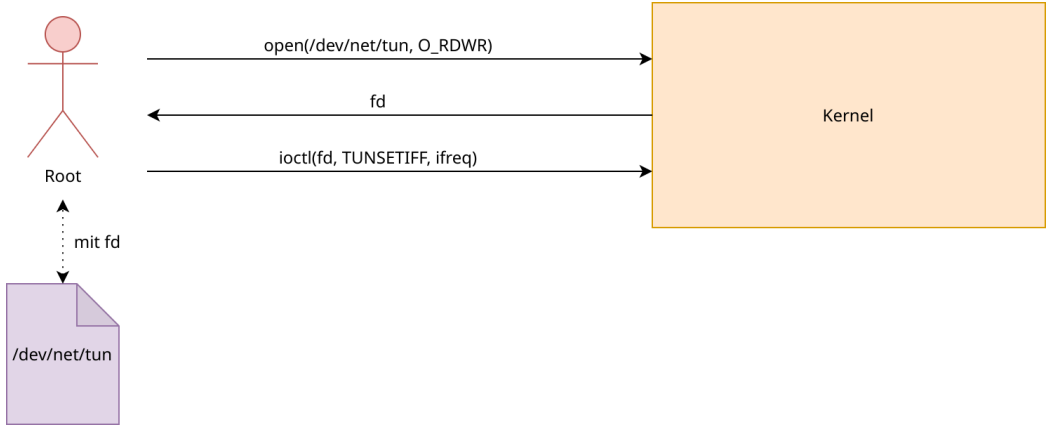 open(/dev/net/tun, O_RDWR)
fd
Kernel
ioctl(fd, TUNSETIFF, ifreq)
Root
mit fd
/dev/net/tun